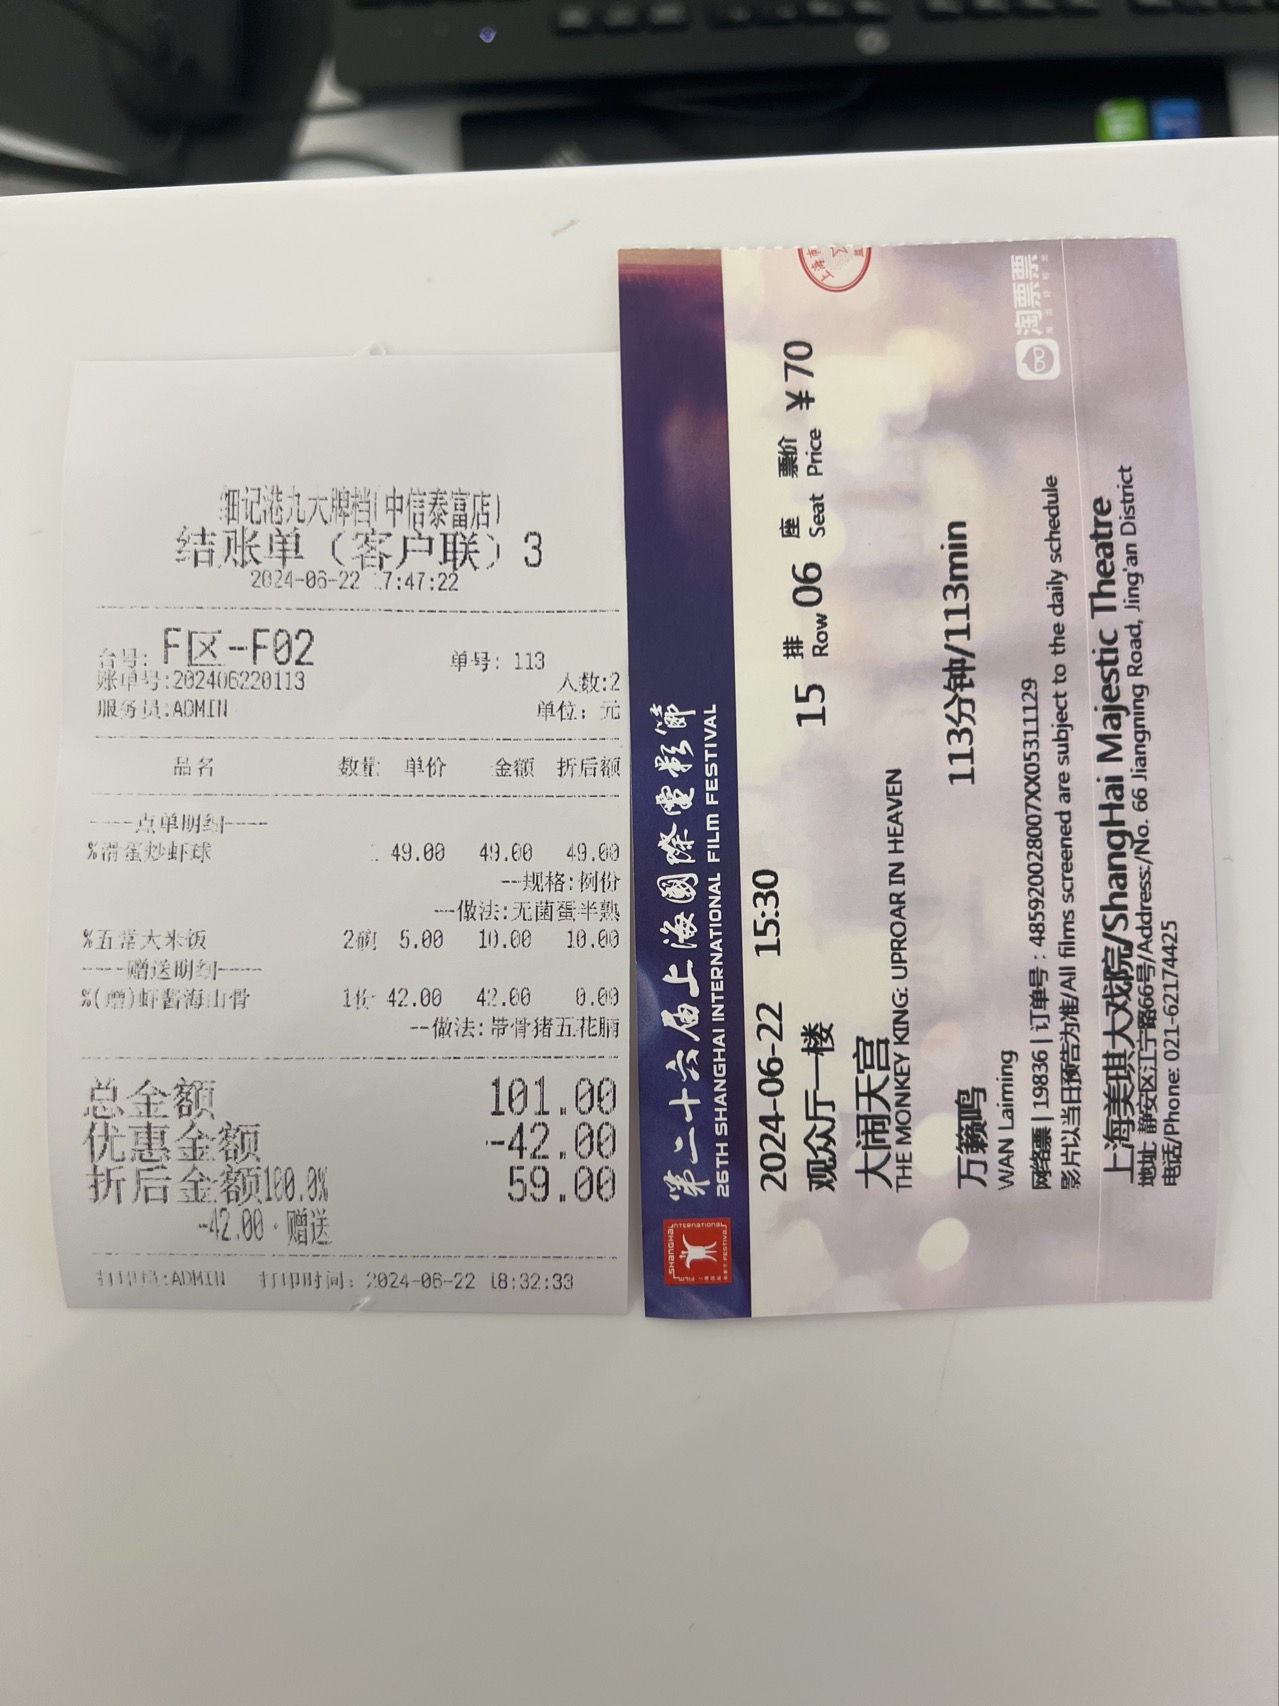 细记港九大牌档(中信泰富店)
结账单(客户联)3
2024-06-22 17:47:22
台号: F区-F02
单号: 113
账单号:202406220113
人数:2
服务员:ADMIN
单位: 元
品名 数量 单价 金额 折后额
----点单明细----
%滑蛋炒虾球 49.00 49.00 49.00
--规格:例份
--做法:无菌蛋半熟
%五常大米饭 2碗 5.00 10.00 10.00
----赠送明细----
%(赠)虾酱海山骨 1份 42.00 42.00 0.00
--做法:带骨猪五花腩
总金额 101.00
优惠金额 -42.00
折后金额100.0% 59.00
-42.00 · 赠送
打印员:ADMIN 打印时间: 2024-06-22 18:32:33
第二十六届上海國際電影節
26TH SHANGHAI INTERNATIONAL FILM FESTIVAL
SHANGHAI INTERNATIONAL FILM FESTIVAL
2024-06-22 15:30
观众厅一楼 15 排 Row 06 座 Seat 票价 Price ¥70
大闹天宫
THE MONKEY KING: UPROAR IN HEAVEN
万籁鸣 113分钟/113min
WAN Laiming
网络票 | 19836 | 订单号 : 485920028007XX05311129
影片以当日预告为准/All films screened are subject to the daily schedule
上海美琪大戏院/ShangHai Majestic Theatre
地址: 静安区江宁路66号/Address:/No. 66 Jiangning Road, Jing'an District
电话/Phone: 021-62174425
淘票票